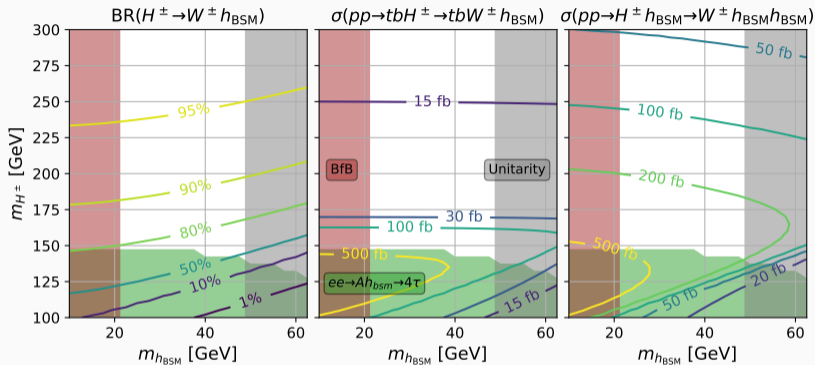 BR(H±→W±h_BSM)
σ(pp→tbH±→tbW±h_BSM)
σ(pp→H±h_BSM→W±h_BSMh_BSM)
m_H± [GeV]
300
275
250
225
200
175
150
125
100
95%
90%
80%
50%
10%
1%
20
40
60
m_hBSM [GeV]
15 fb
BfB
Unitarity
30 fb
100 fb
500 fb
ee→Ah_bsm→4τ
15 fb
20
40
60
m_hBSM [GeV]
50 fb
100 fb
200 fb
500 fb
50 fb
20 fb
20
40
60
m_hBSM [GeV]